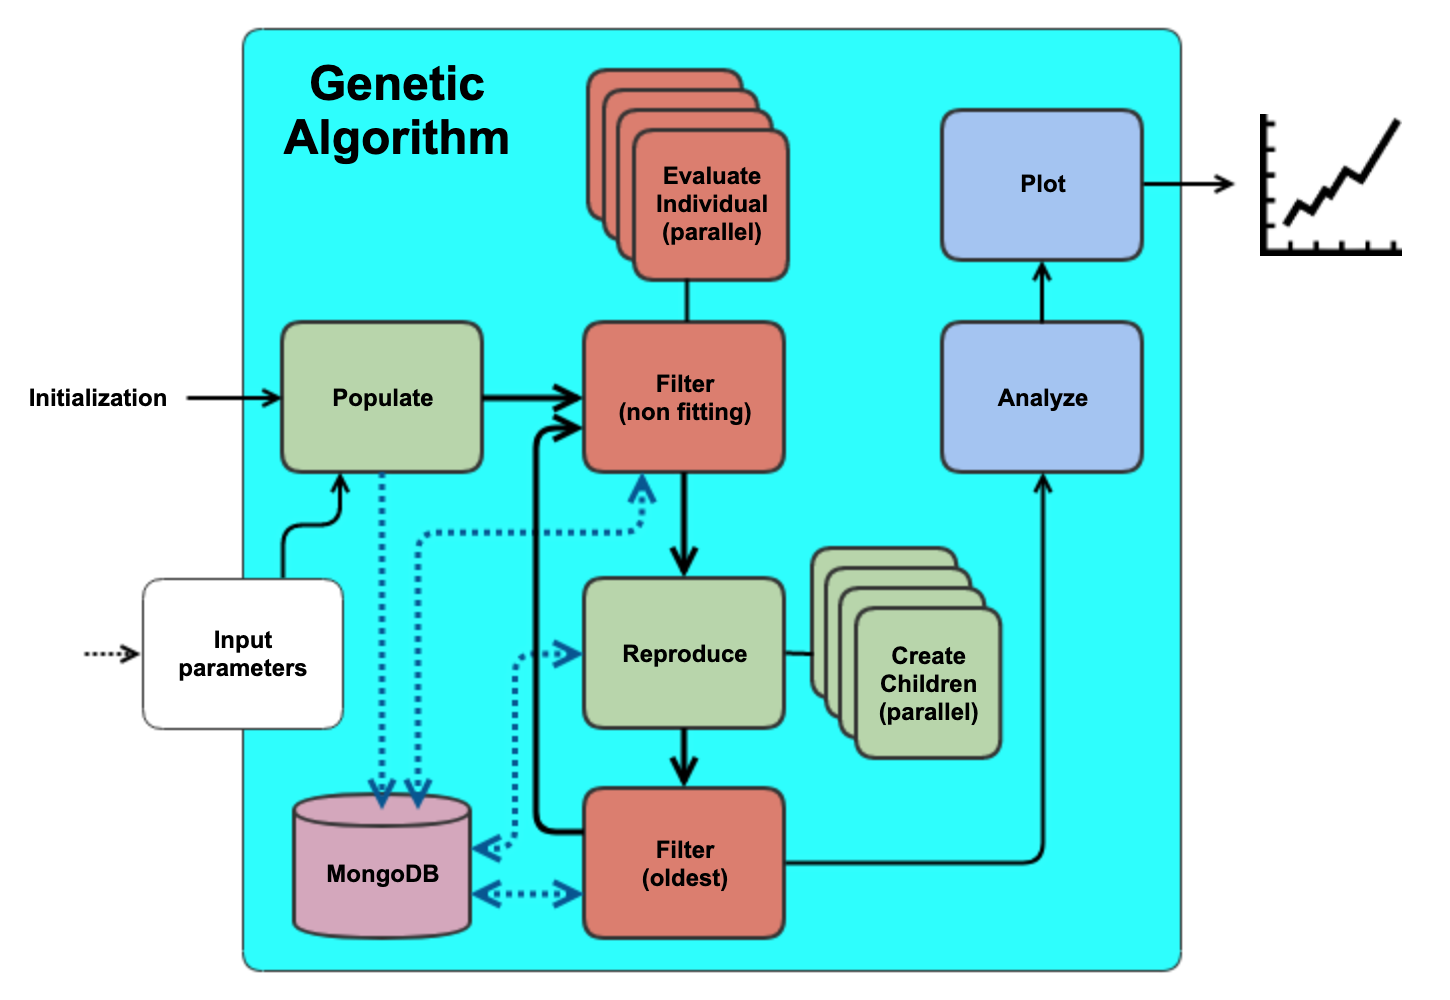 Genetic
Algorithm
Evaluate
Individual
(parallel)
Plot
Initialization
Populate
Filter
(non fitting)
Analyze
Input
parameters
Reproduce
Create
Children
(parallel)
MongoDB
Filter
(oldest)